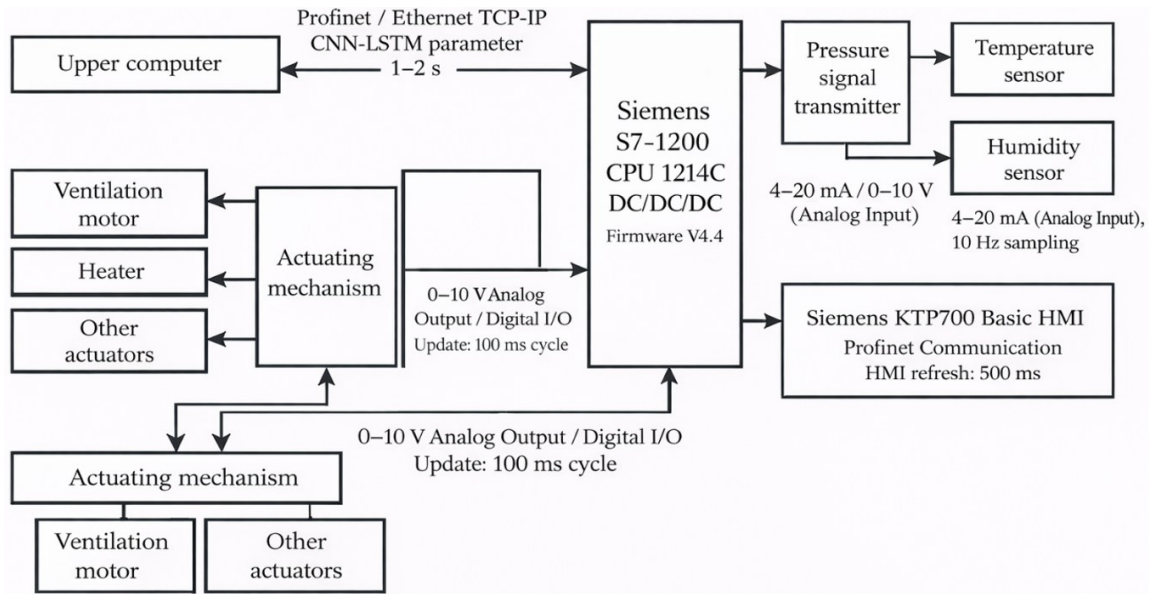 Profinet / Ethernet TCP-IP
CNN-LSTM parameter
1–2 s
Upper computer
Siemens
S7-1200
CPU 1214C
DC/DC/DC
Firmware V4.4
Pressure
signal
transmitter
Temperature
sensor
Humidity
sensor
4–20 mA / 0–10 V
(Analog Input)
4–20 mA (Analog Input),
10 Hz sampling
Ventilation
motor
Heater
Other
actuators
Actuating
mechanism
0–10 V Analog
Output / Digital I/O
Update: 100 ms cycle
Siemens KTP700 Basic HMI
Profinet Communication
HMI refresh: 500 ms
0–10 V Analog Output / Digital I/O
Update: 100 ms cycle
Actuating mechanism
Ventilation
motor
Other
actuators